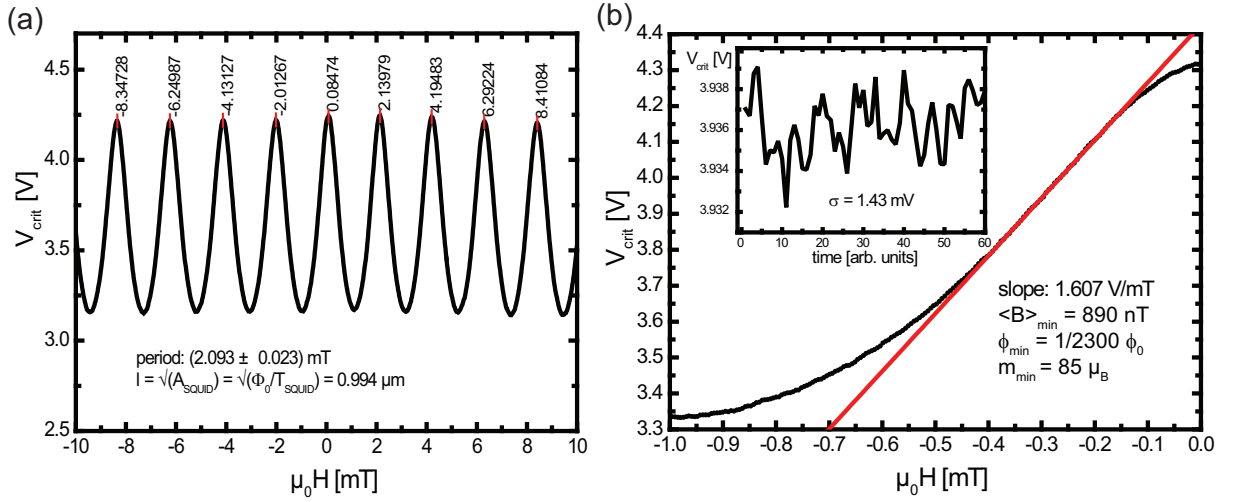 (a)
4.5
4.0
3.5
3.0
2.5
V_crit [V]
-8.34728
-6.24987
-4.13127
-2.01267
0.08474
2.13979
4.19483
6.29224
8.41084
period: (2.093 ± 0.023) mT
l = √(A_SQUID) = √(Φ_0/T_SQUID) = 0.994 µm
-10 -8 -6 -4 -2 0 2 4 6 8 10
µ_0H [mT]
(b)
4.4
4.3
4.2
4.1
4.0
3.9
3.8
3.7
3.6
3.5
3.4
3.3
V_crit [V]
V_crit [V]
3.938
3.936
3.934
3.932
σ = 1.43 mV
0 10 20 30 40 50 60
time [arb. units]
slope: 1.607 V/mT
<B>_min = 890 nT
ϕ_min = 1/2300 ϕ_0
m_min = 85 µ_B
-1.0 -0.9 -0.8 -0.7 -0.6 -0.5 -0.4 -0.3 -0.2 -0.1 0.0
µ_0H [mT]